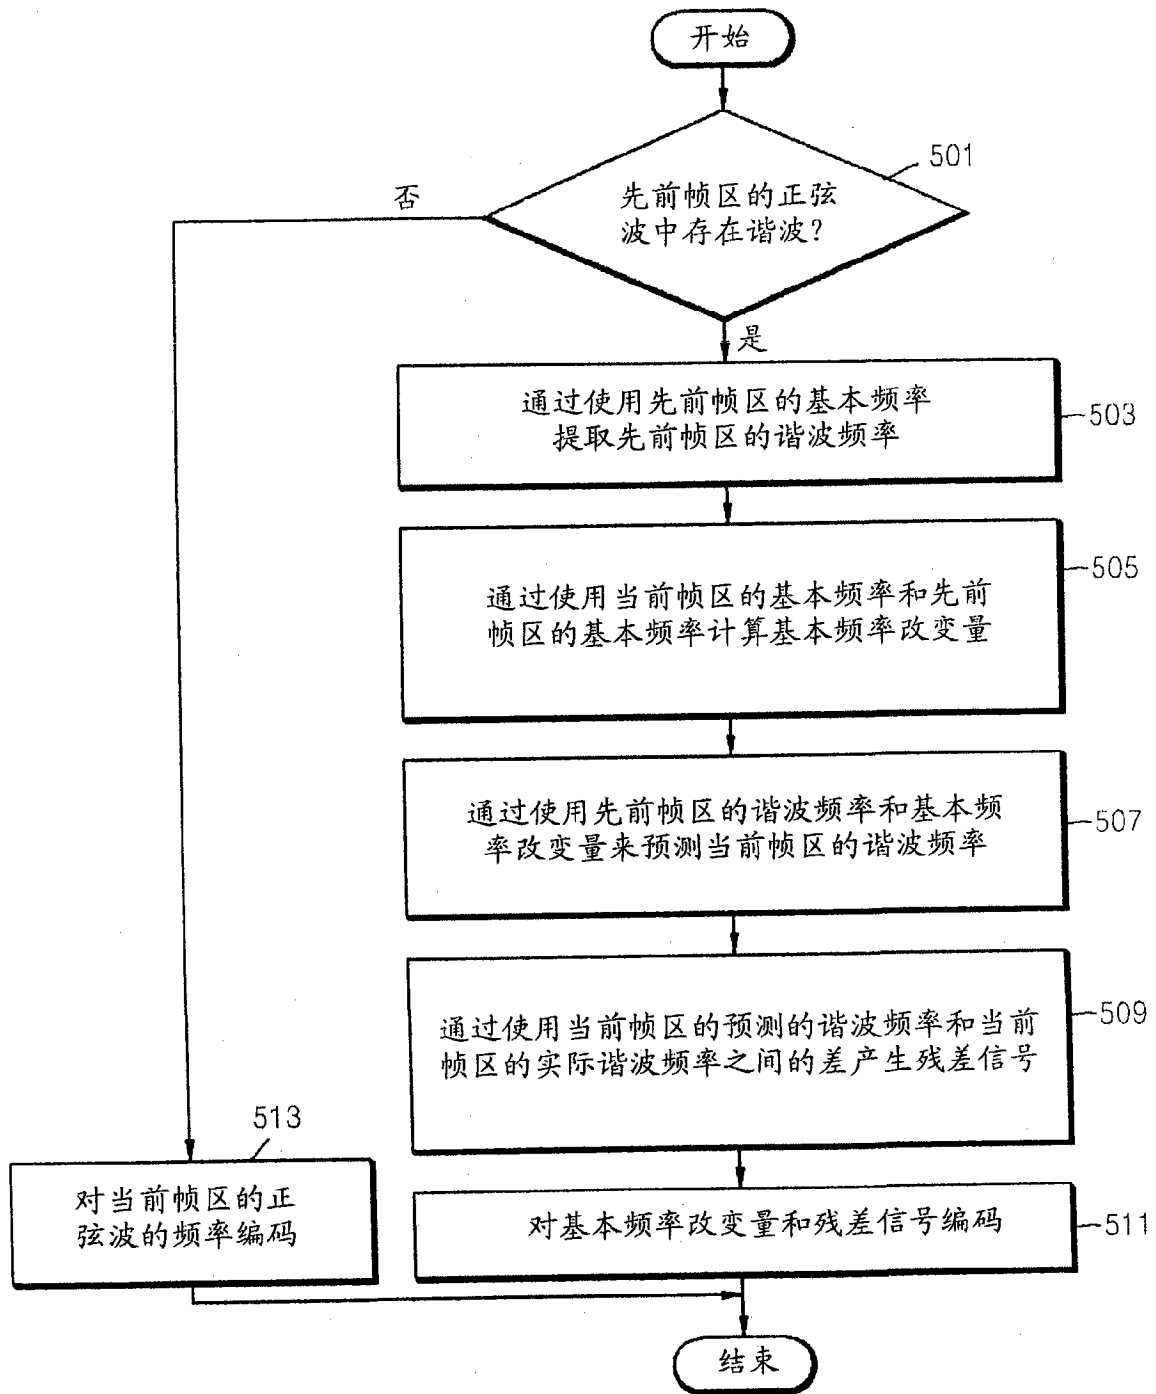 开始
501
先前帧区的正弦
波中存在谐波?
否
是
通过使用先前帧区的基本频率
提取先前帧区的谐波频率
503
通过使用当前帧区的基本频率和先前
帧区的基本频率计算基本频率改变量
505
通过使用先前帧区的谐波频率和基本频
率改变量来预测当前帧区的谐波频率
507
通过使用当前帧区的预测的谐波频率和当前
帧区的实际谐波频率之间的差产生残差信号
509
513
对当前帧区的正
弦波的频率编码
对基本频率改变量和残差信号编码
511
结束